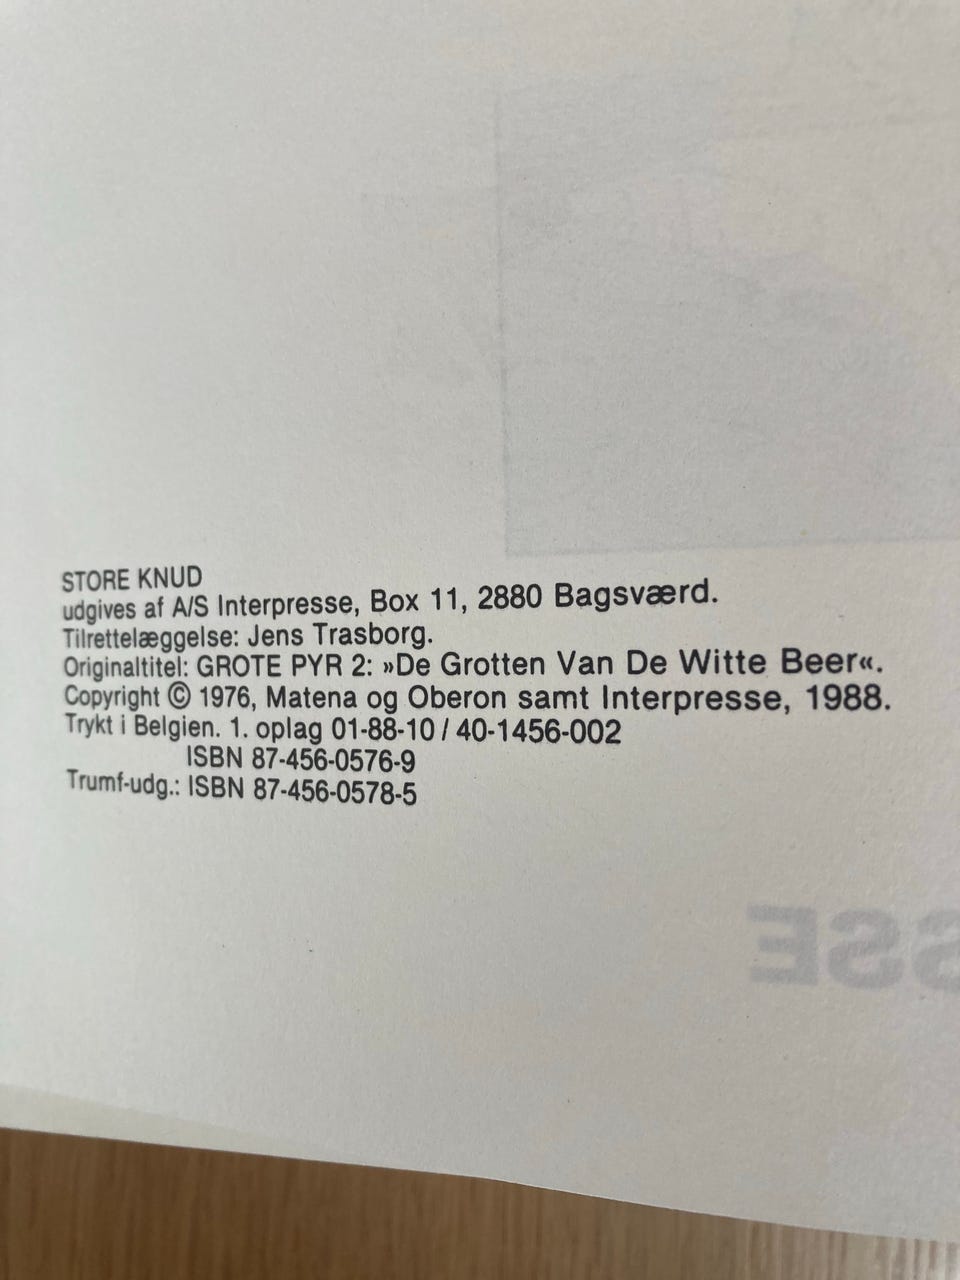 STORE KNUD
udgives af A/S Interpresse, Box 11, 2880 Bagsværd.
Tilrettelæggelse: Jens Trasborg.
Originaltitel: GROTE PYR 2: »De Grotten Van De Witte Beer«.
Copyright © 1976, Matena og Oberon samt Interpresse, 1988.
Trykt i Belgien. 1. oplag 01-88-10 / 40-1456-002
ISBN 87-456-0576-9
Trumf-udg.: ISBN 87-456-0578-5